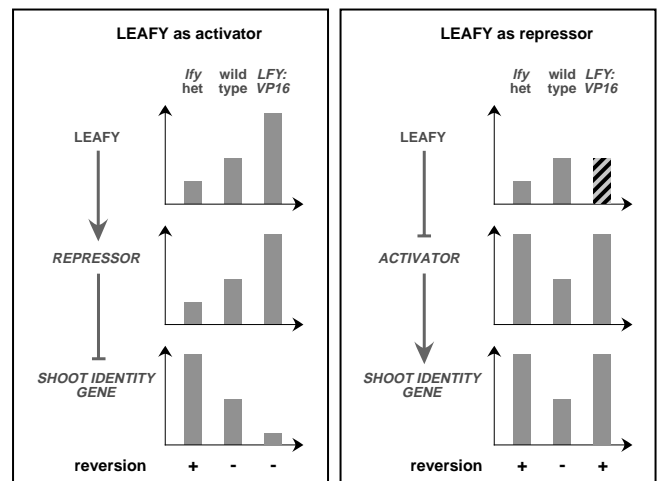 LEAFY as activator
lfy het
wild type
LFY: VP16
LEAFY
REPRESSOR
SHOOT IDENTITY
GENE
reversion + - -
LEAFY as repressor
lfy het
wild type
LFY: VP16
LEAFY
ACTIVATOR
SHOOT IDENTITY
GENE
reversion + - +